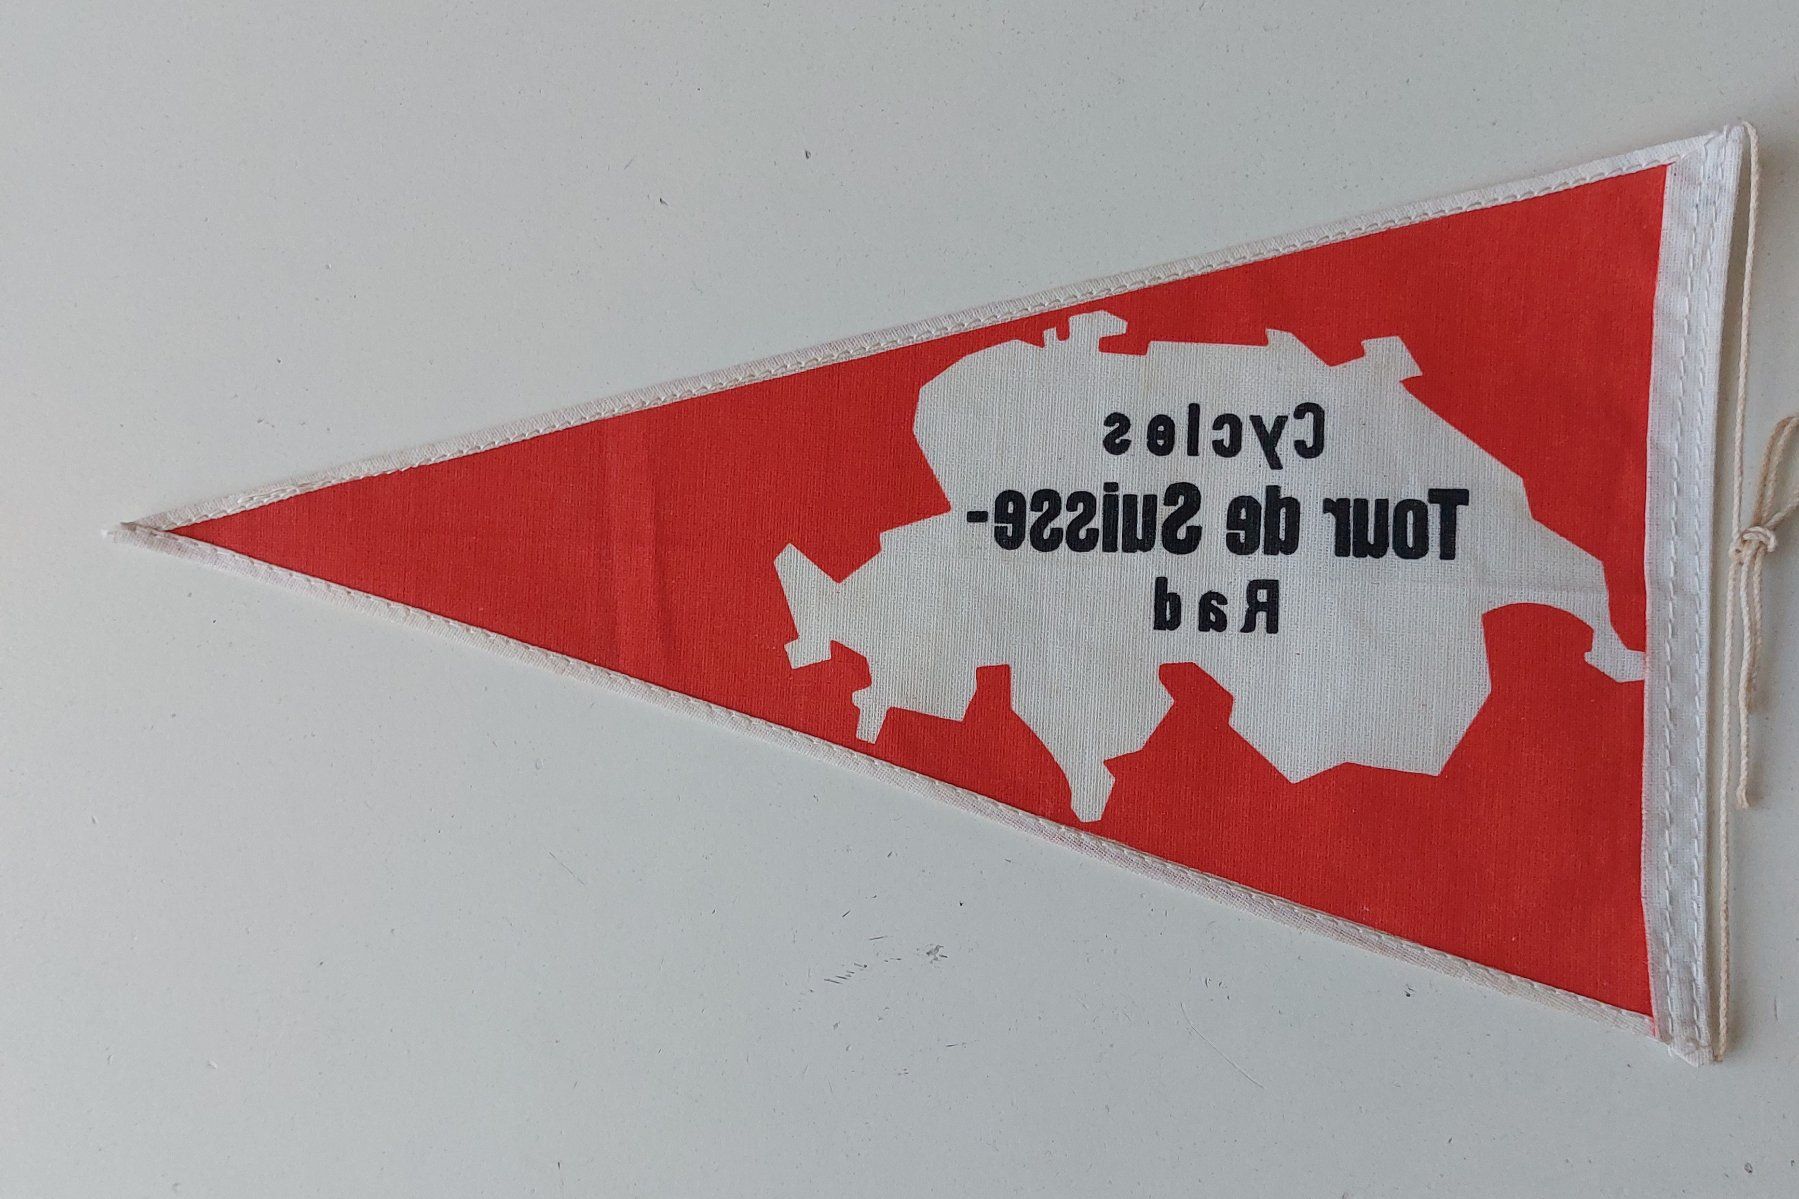 Cycles
Tour de Suisse-
Rad